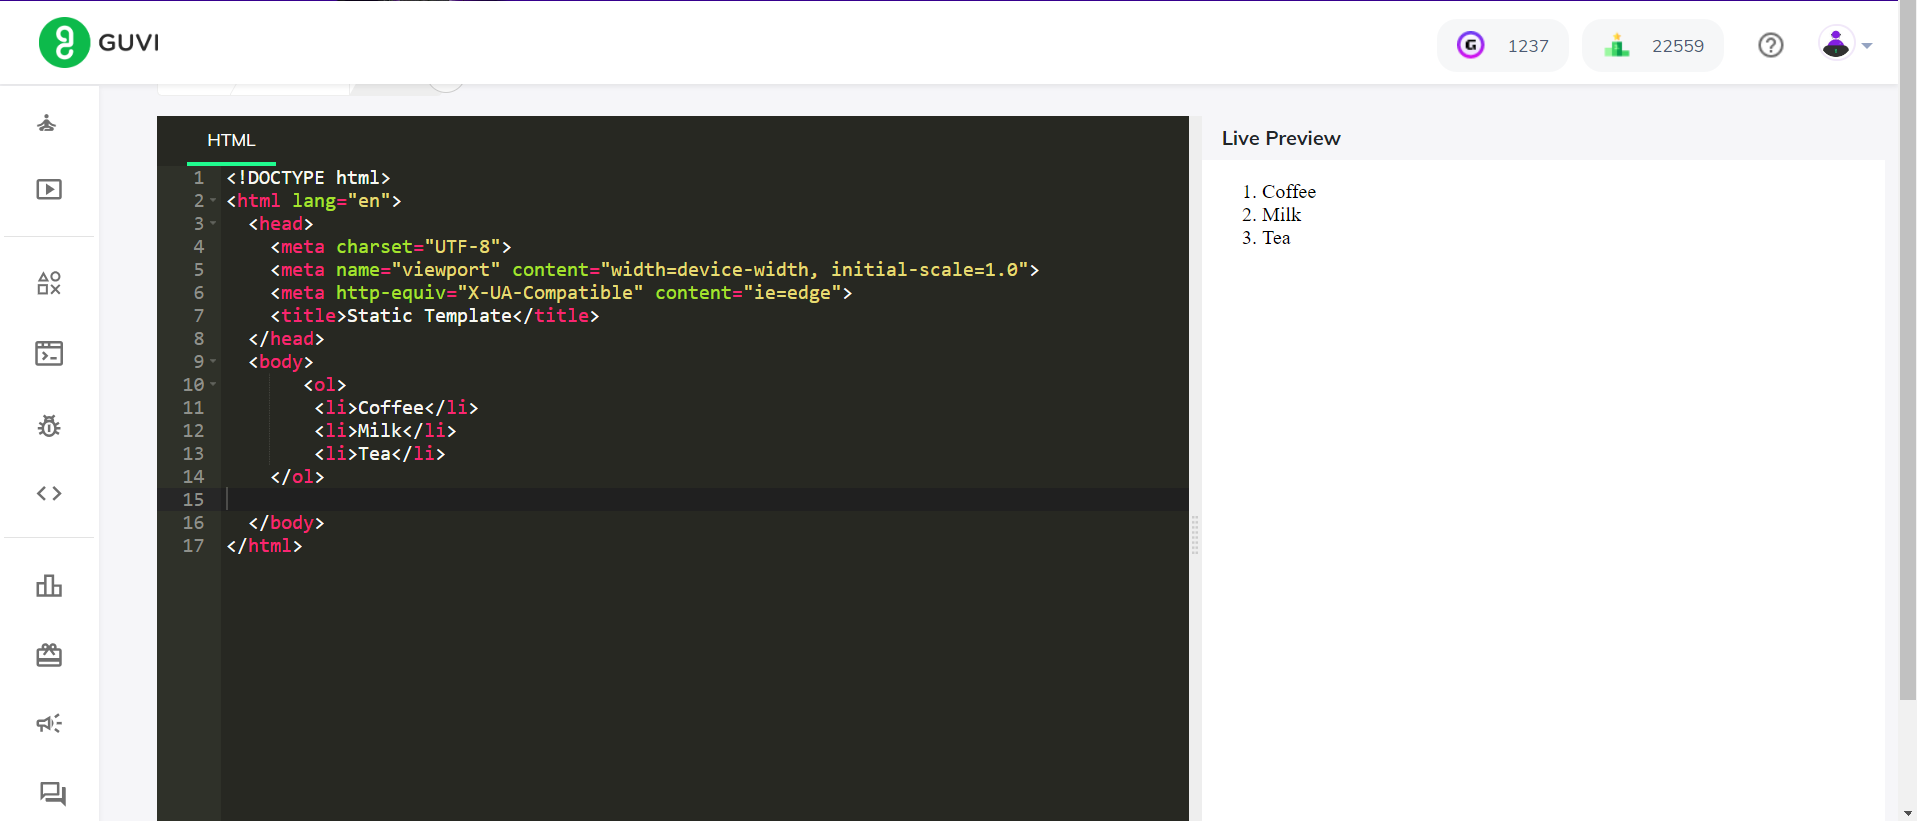 GUVI
1237
22559
HTML
1 <!DOCTYPE html>
2 <html lang="en">
3 <head>
4 <meta charset="UTF-8">
5 <meta name="viewport" content="width=device-width, initial-scale=1.0">
6 <meta http-equiv="X-UA-Compatible" content="ie=edge">
7 <title>Static Template</title>
8 </head>
9 <body>
10 <ol>
11 <li>Coffee</li>
12 <li>Milk</li>
13 <li>Tea</li>
14 </ol>
15
16 </body>
17 </html>
Live Preview
1. Coffee
2. Milk
3. Tea